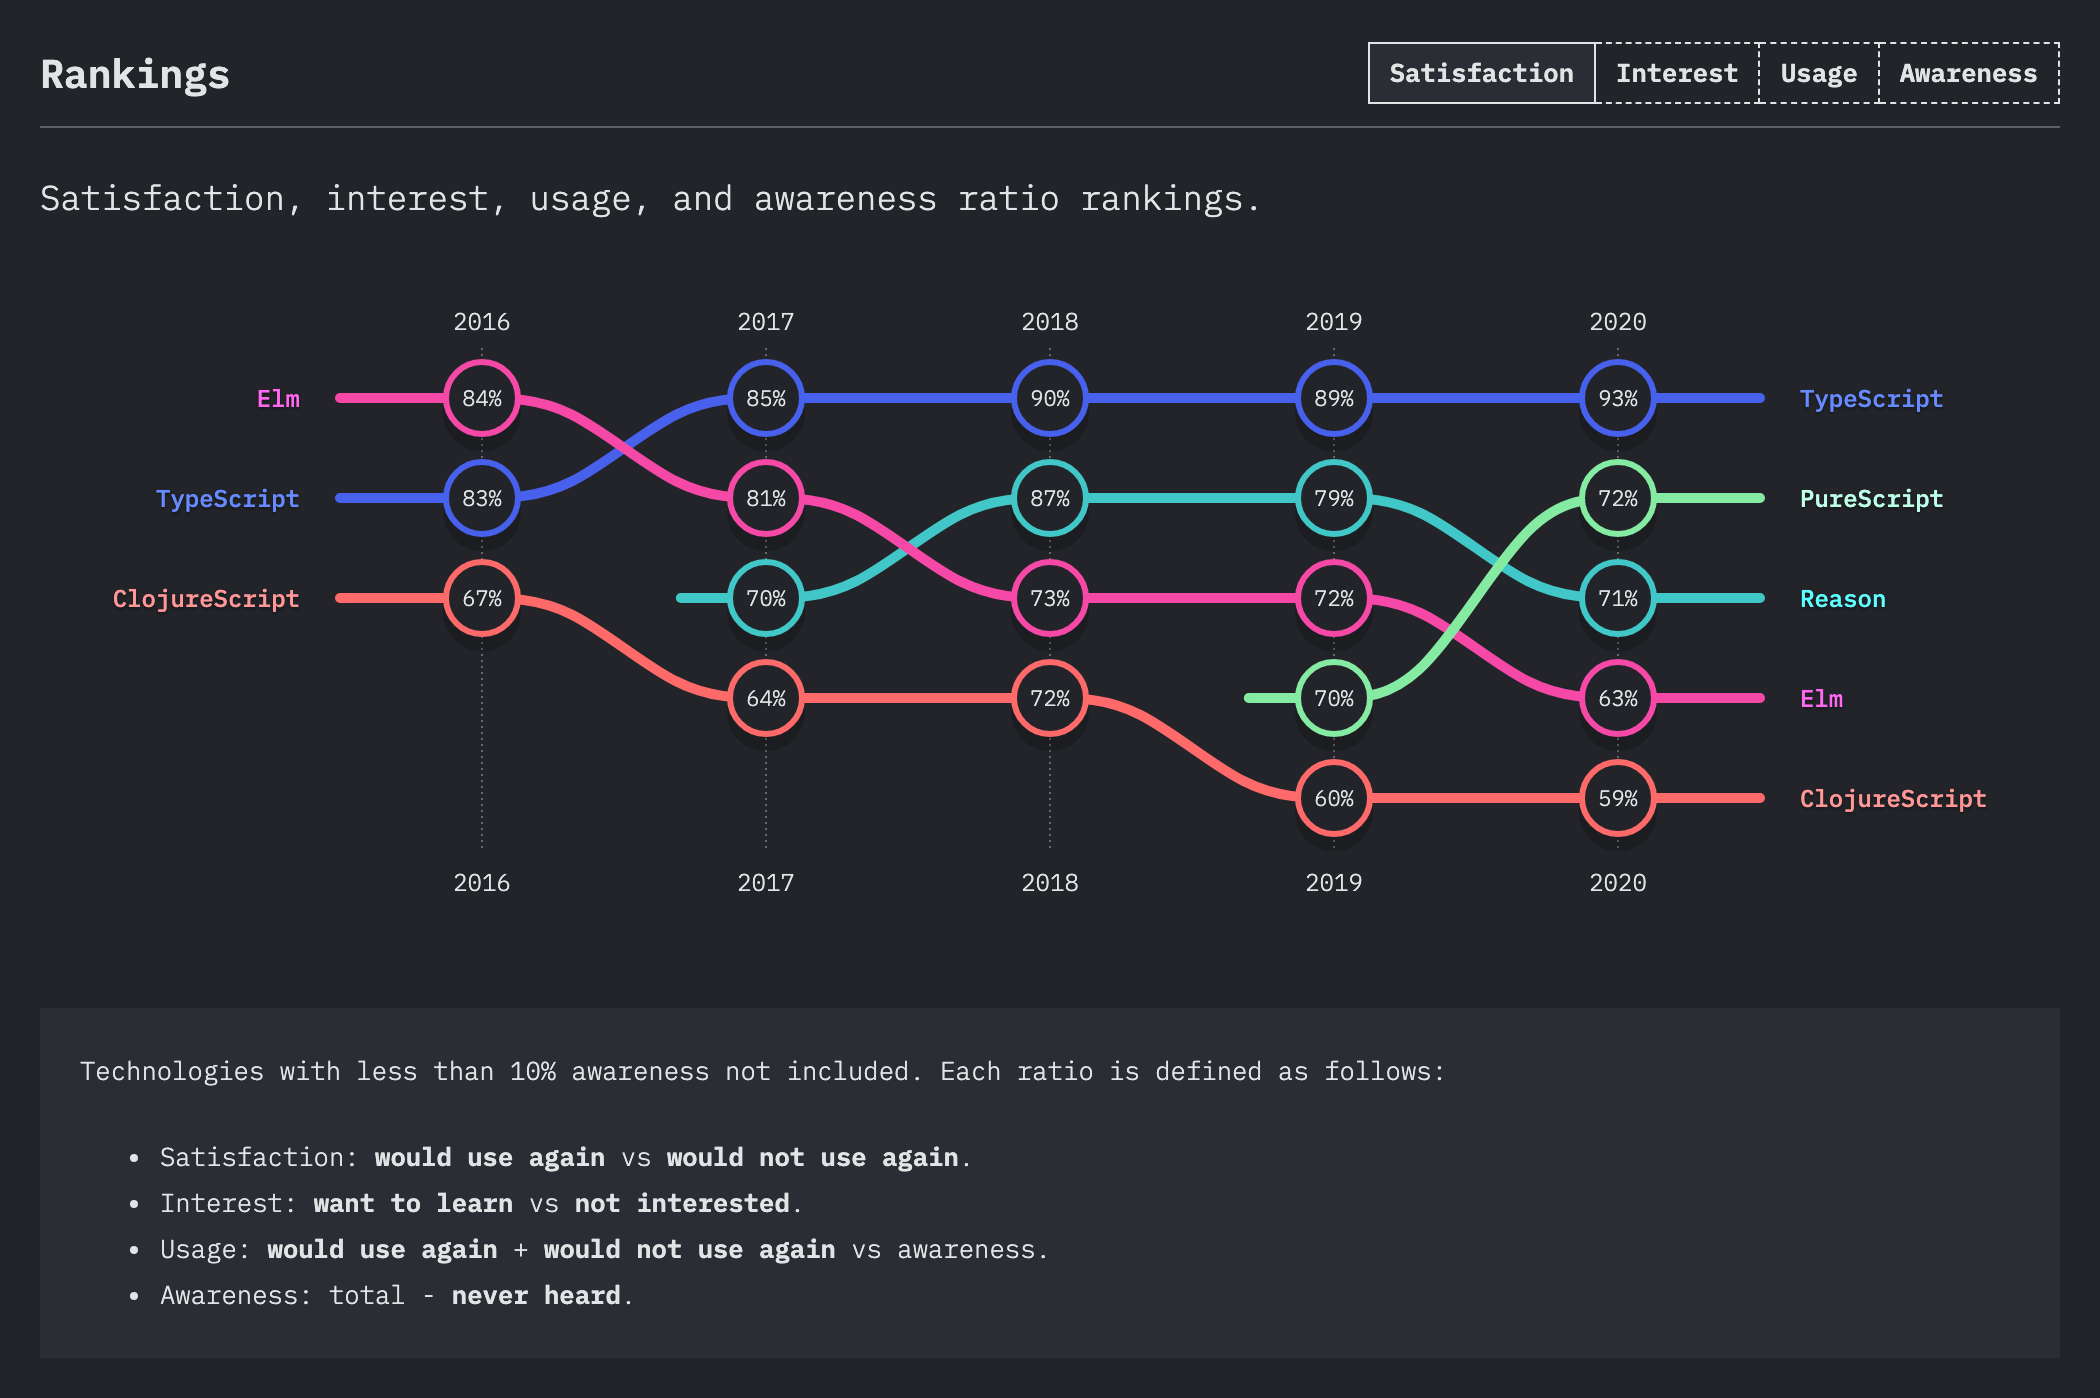 Rankings
Satisfaction Interest Usage Awareness
Satisfaction, interest, usage, and awareness ratio rankings.
2016 2017 2018 2019 2020
Elm 84% 85% 90% 89% 93% TypeScript
TypeScript 83% 81% 87% 79% 72% PureScript
ClojureScript 67% 70% 73% 72% 71% Reason
64% 72% 70% 63% Elm
60% 59% ClojureScript
2016 2017 2018 2019 2020
Technologies with less than 10% awareness not included. Each ratio is defined as follows:
• Satisfaction: would use again vs would not use again.
• Interest: want to learn vs not interested.
• Usage: would use again + would not use again vs awareness.
• Awareness: total - never heard.